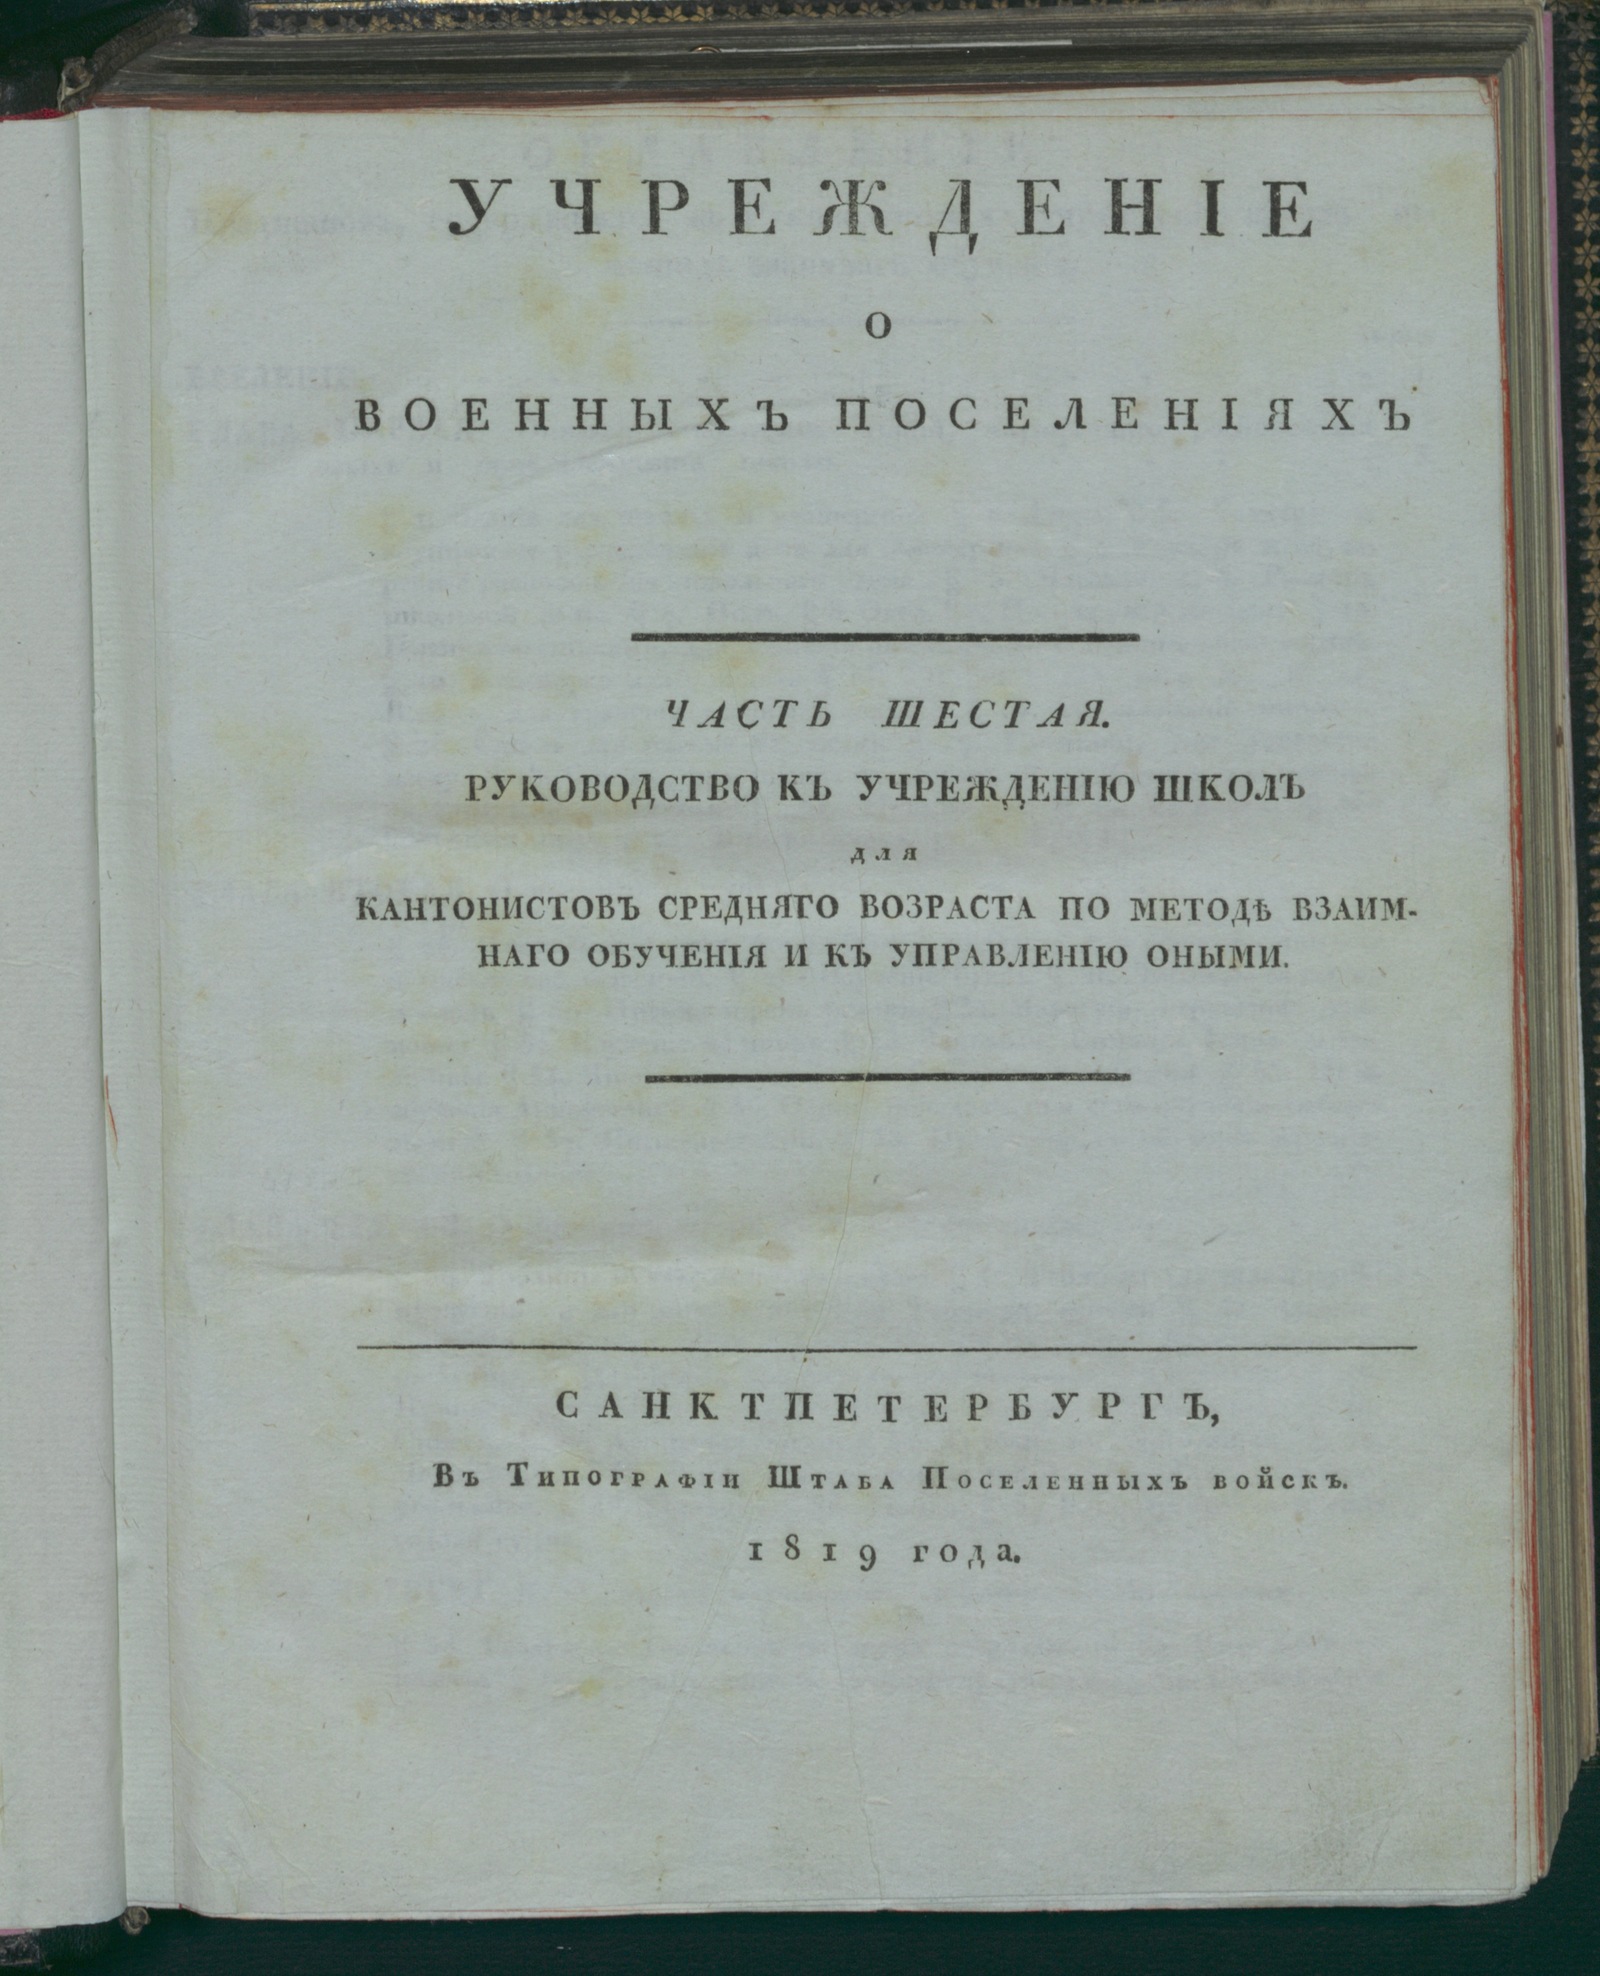 УЧРЕЖДЕНІЕ
О
ВОЕННЫХЪ ПОСЕЛЕНІЯХЪ
ЧАСТЬ ШЕСТАЯ.
РУКОВОДСТВО КЪ УЧРЕЖДЕНІЮ ШКОЛЪ
для
КАНТОНИСТОВЪ СРЕДНЯГО ВОЗРАСТА ПО МЕТОДѢ ВЗАИМ-
НАГО ОБУЧЕНІЯ И КЪ УПРАВЛЕНІЮ ОНЫМИ.
САНКТПЕТЕРБУРГЪ,
Въ Типографіи Штаба Поселенныхъ войскъ.
1819 года.